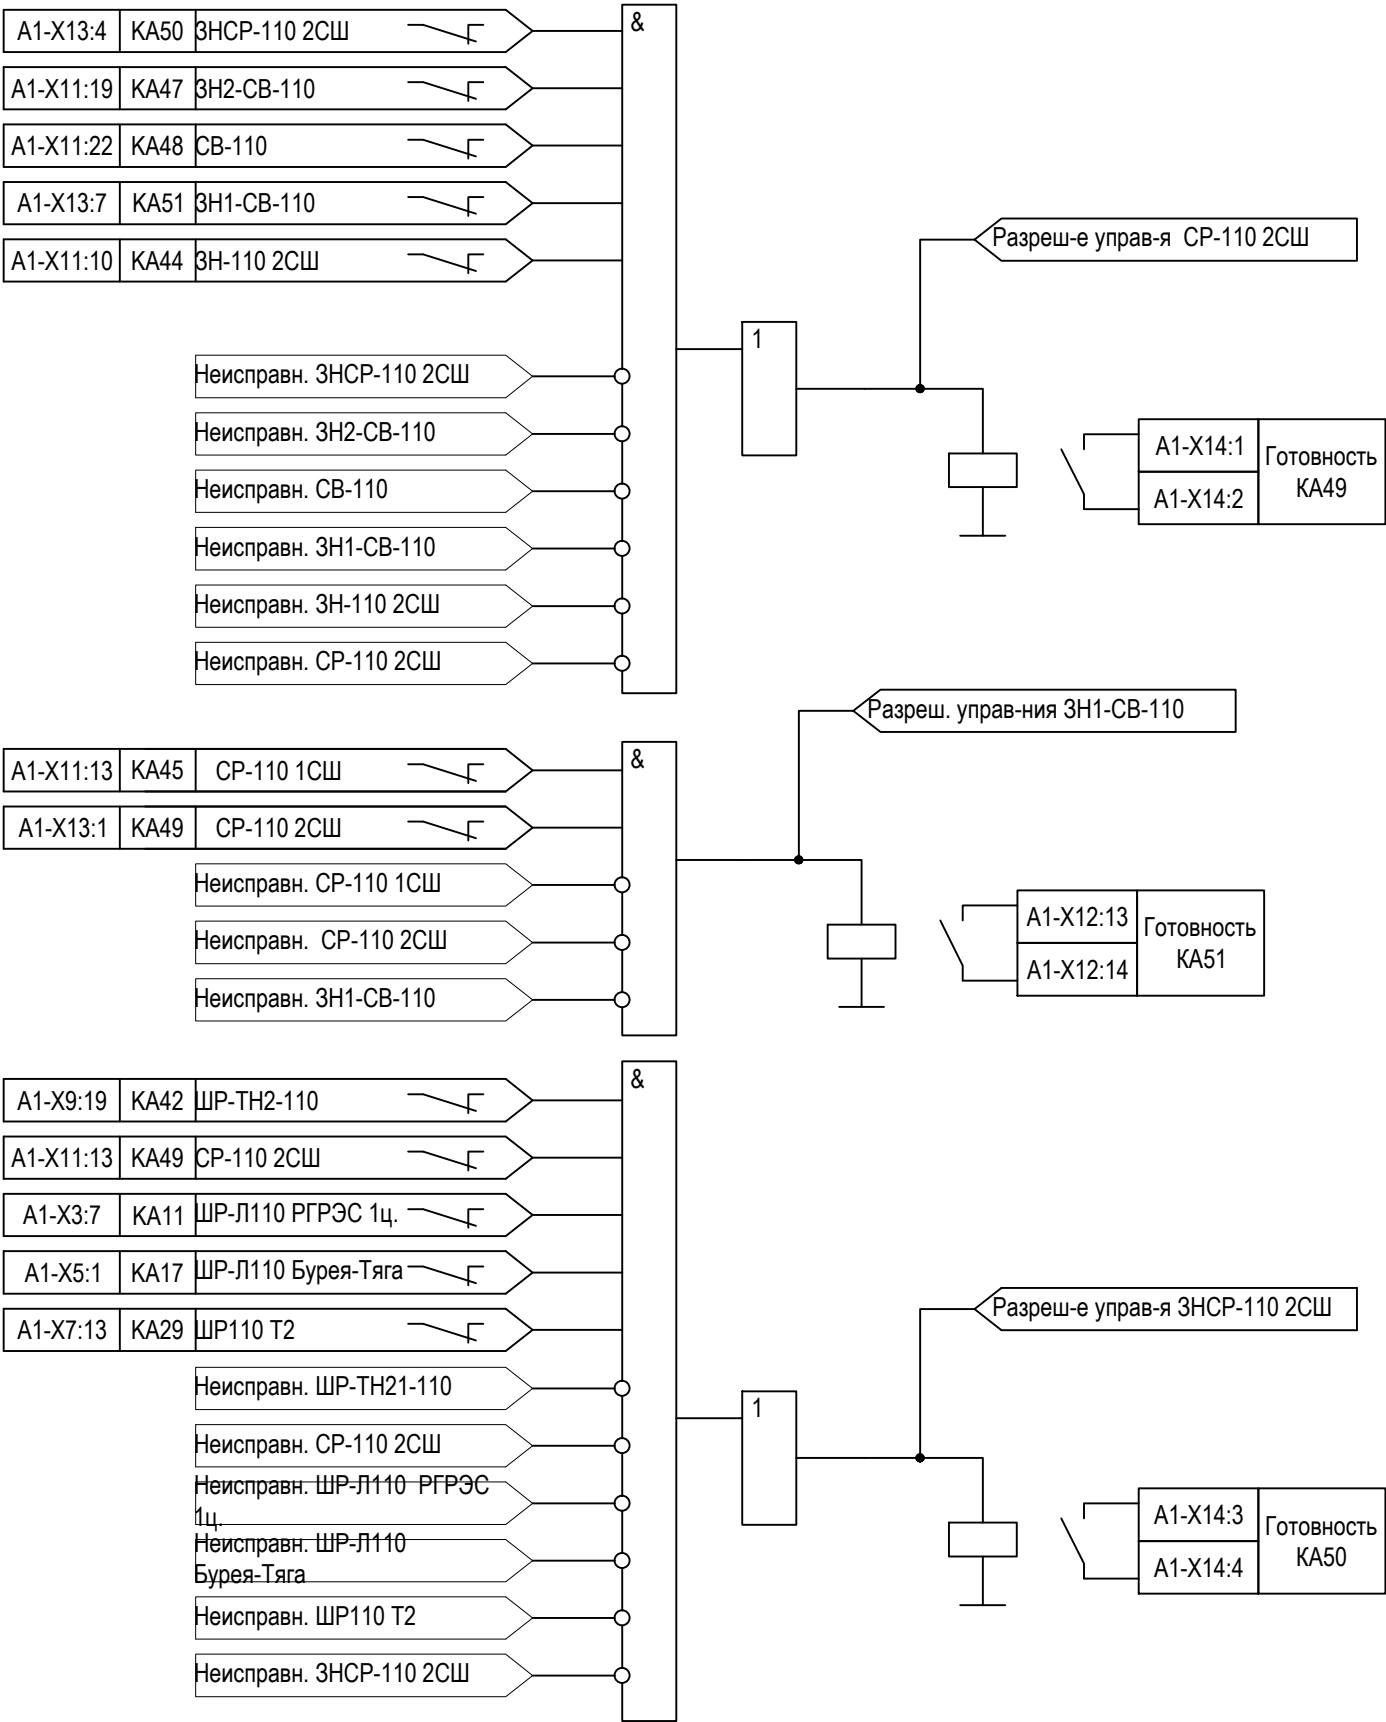 А1-Х13:4 КА50 ЗНСР-110 2СШ
&
А1-Х11:19 КА47 ЗН2-СВ-110
А1-Х11:22 КА48 СВ-110
А1-Х13:7 КА51 ЗН1-СВ-110
Разреш-е управ-я СР-110 2СШ
А1-Х11:10 КА44 ЗН-110 2СШ
1
Неисправн. ЗНСР-110 2СШ
Неисправн. ЗН2-СВ-110
Неисправн. СВ-110
Неисправн. ЗН1-СВ-110
Неисправн. ЗН-110 2СШ
Неисправн. СР-110 2СШ
А1-Х14:1
А1-Х14:2
Готовность
КА49
Разреш. управ-ния ЗН1-СВ-110
&
А1-Х11:13 КА45 СР-110 1СШ
А1-Х13:1 КА49 СР-110 2СШ
Неисправн. СР-110 1СШ
Неисправн. СР-110 2СШ
Неисправн. ЗН1-СВ-110
А1-Х12:13
А1-Х12:14
Готовность
КА51
&
А1-Х9:19 КА42 ШР-ТН2-110
А1-Х11:13 КА49 СР-110 2СШ
А1-Х3:7 КА11 ШР-Л110 РГРЭС 1ц.
А1-Х5:1 КА17 ШР-Л110 Бурея-Тяга
А1-Х7:13 КА29 ШР110 Т2
Разреш-е управ-я ЗНСР-110 2СШ
Неисправн. ШР-ТН21-110
1
Неисправн. СР-110 2СШ
Неисправн. ШР-Л110 РГРЭС
1ц.
Неисправн. ШР-Л110
Бурея-Тяга
Неисправн. ШР110 Т2
Неисправн. ЗНСР-110 2СШ
А1-Х14:3
А1-Х14:4
Готовность
КА50